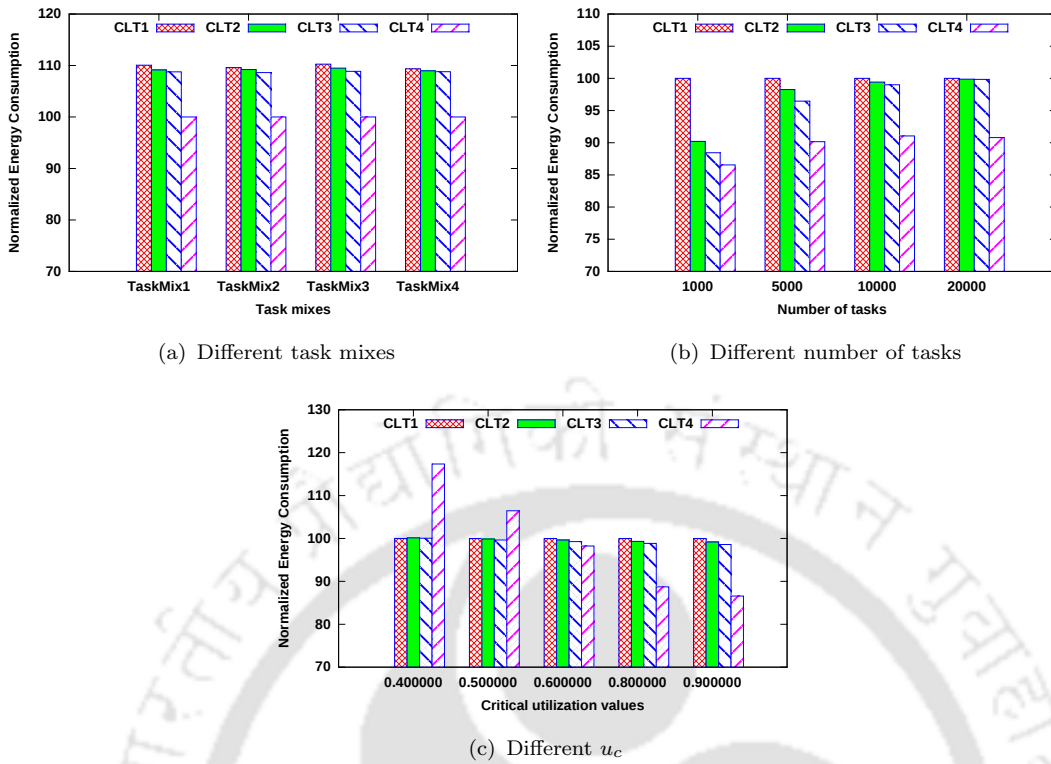 120
110
100
90
80
70
TaskMix1 TaskMix2 TaskMix3 TaskMix4
Normalized Energy Consumption
Task mixes
CLT1 CLT2 CLT3 CLT4
(a) Different task mixes
110
105
100
95
90
85
80
75
70
1000 5000 10000 20000
Normalized Energy Consumption
Number of tasks
CLT1 CLT2 CLT3 CLT4
(b) Different number of tasks
130
120
110
100
90
80
70
0.400000 0.500000 0.600000 0.800000 0.900000
Normalized Energy Consumption
Critical utilization values
CLT1 CLT2 CLT3 CLT4
(c) Different u_c